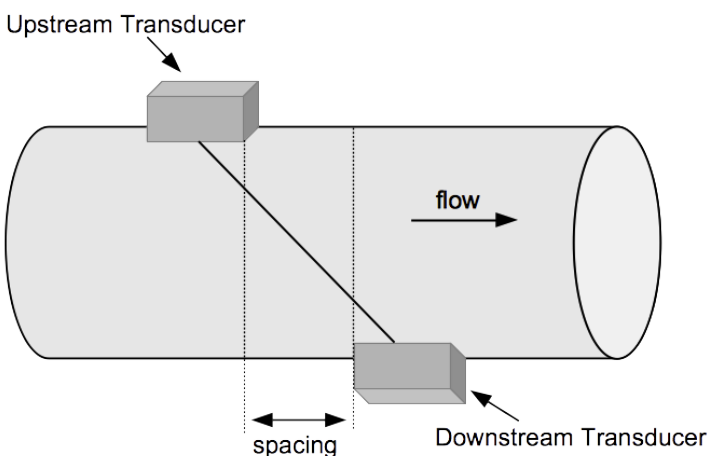 Upstream Transducer
flow
spacing
Downstream Transducer